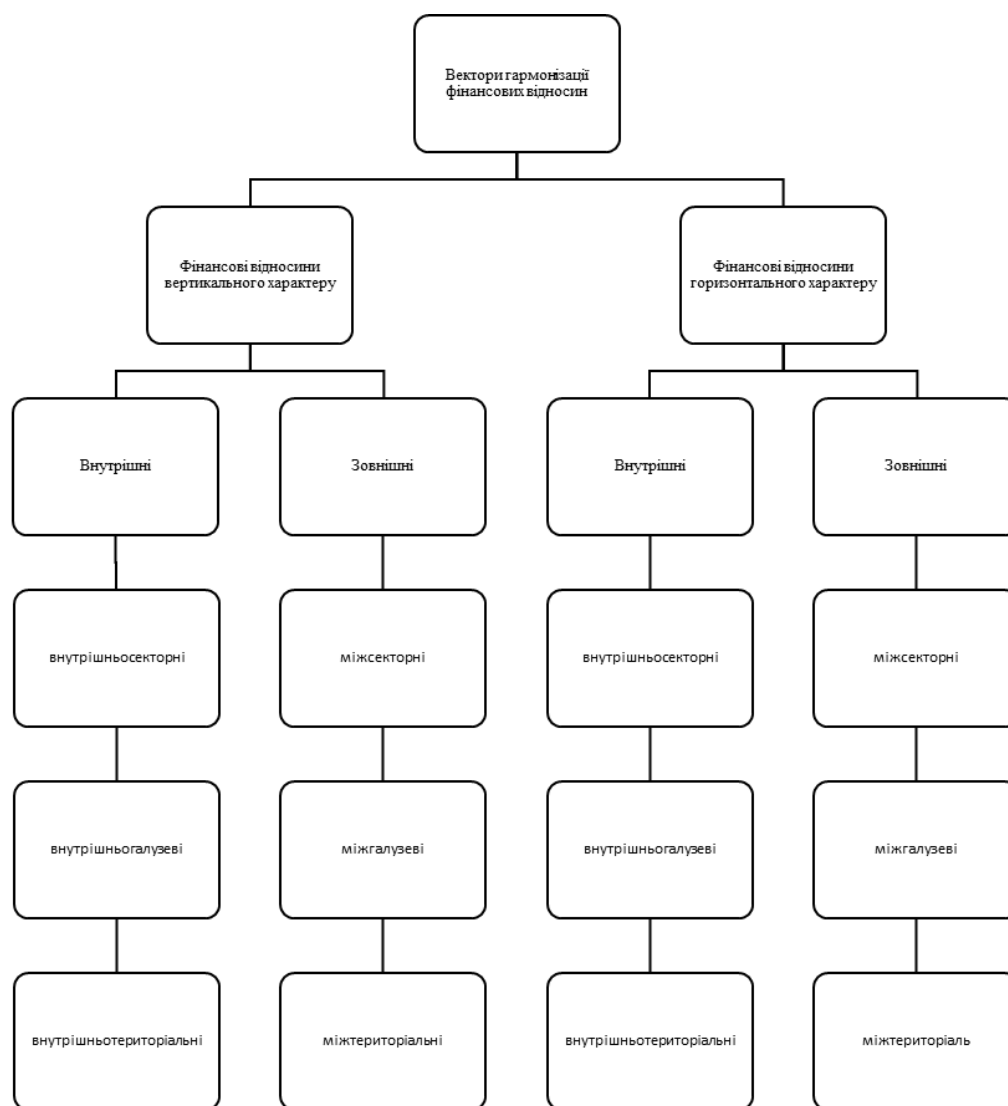 Вектори гармонізації
фінансових відносин
Фінансові відносини
вертикального характеру
Фінансові відносини
горизонтального характеру
Внутрішні
Зовнішні
Внутрішні
Зовнішні
внутрішньосекторні
міжсекторні
внутрішньосекторні
міжсекторні
внутрішньогалузеві
міжгалузеві
внутрішньогалузеві
міжгалузеві
внутрішньотериторіальні
міжтериторіальні
внутрішньотериторіальні
міжтериторіаль